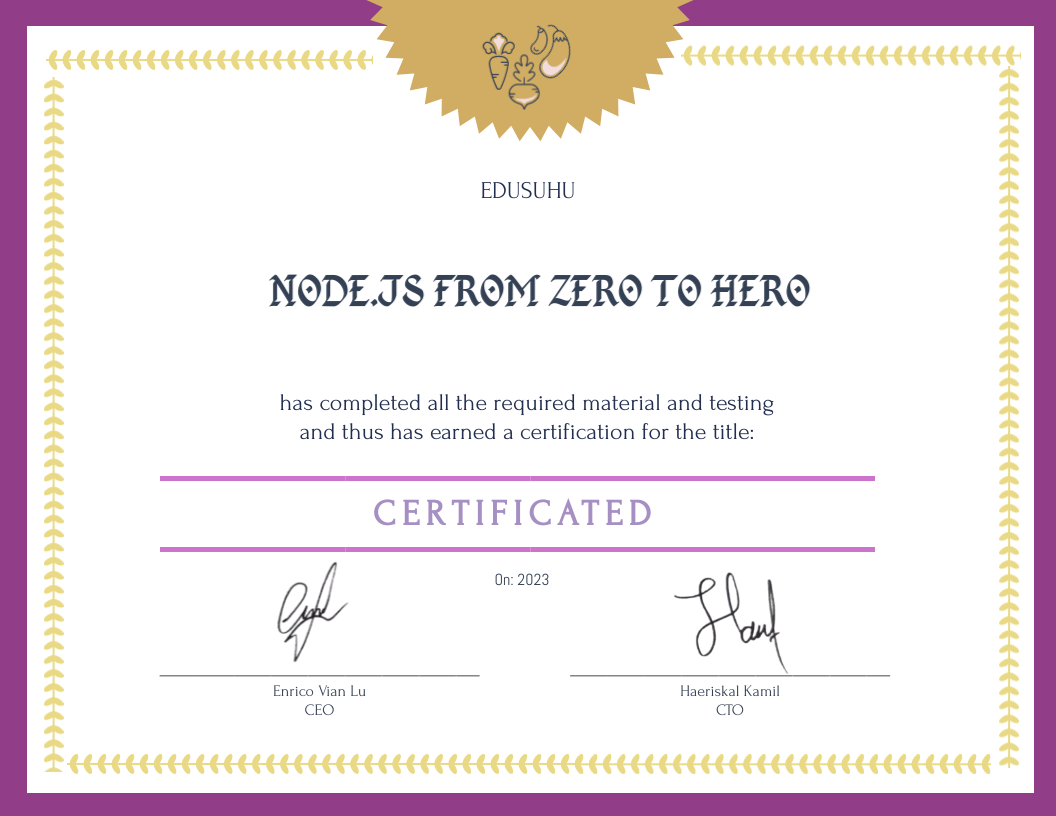 EDUSUHU
NODE.JS FROM ZERO TO HERO
has completed all the required material and testing
and thus has earned a certification for the title:
CERTIFICATED
On: 2023
Enrico Vian Lu
CEO
Haeriskal Kamil
CTO